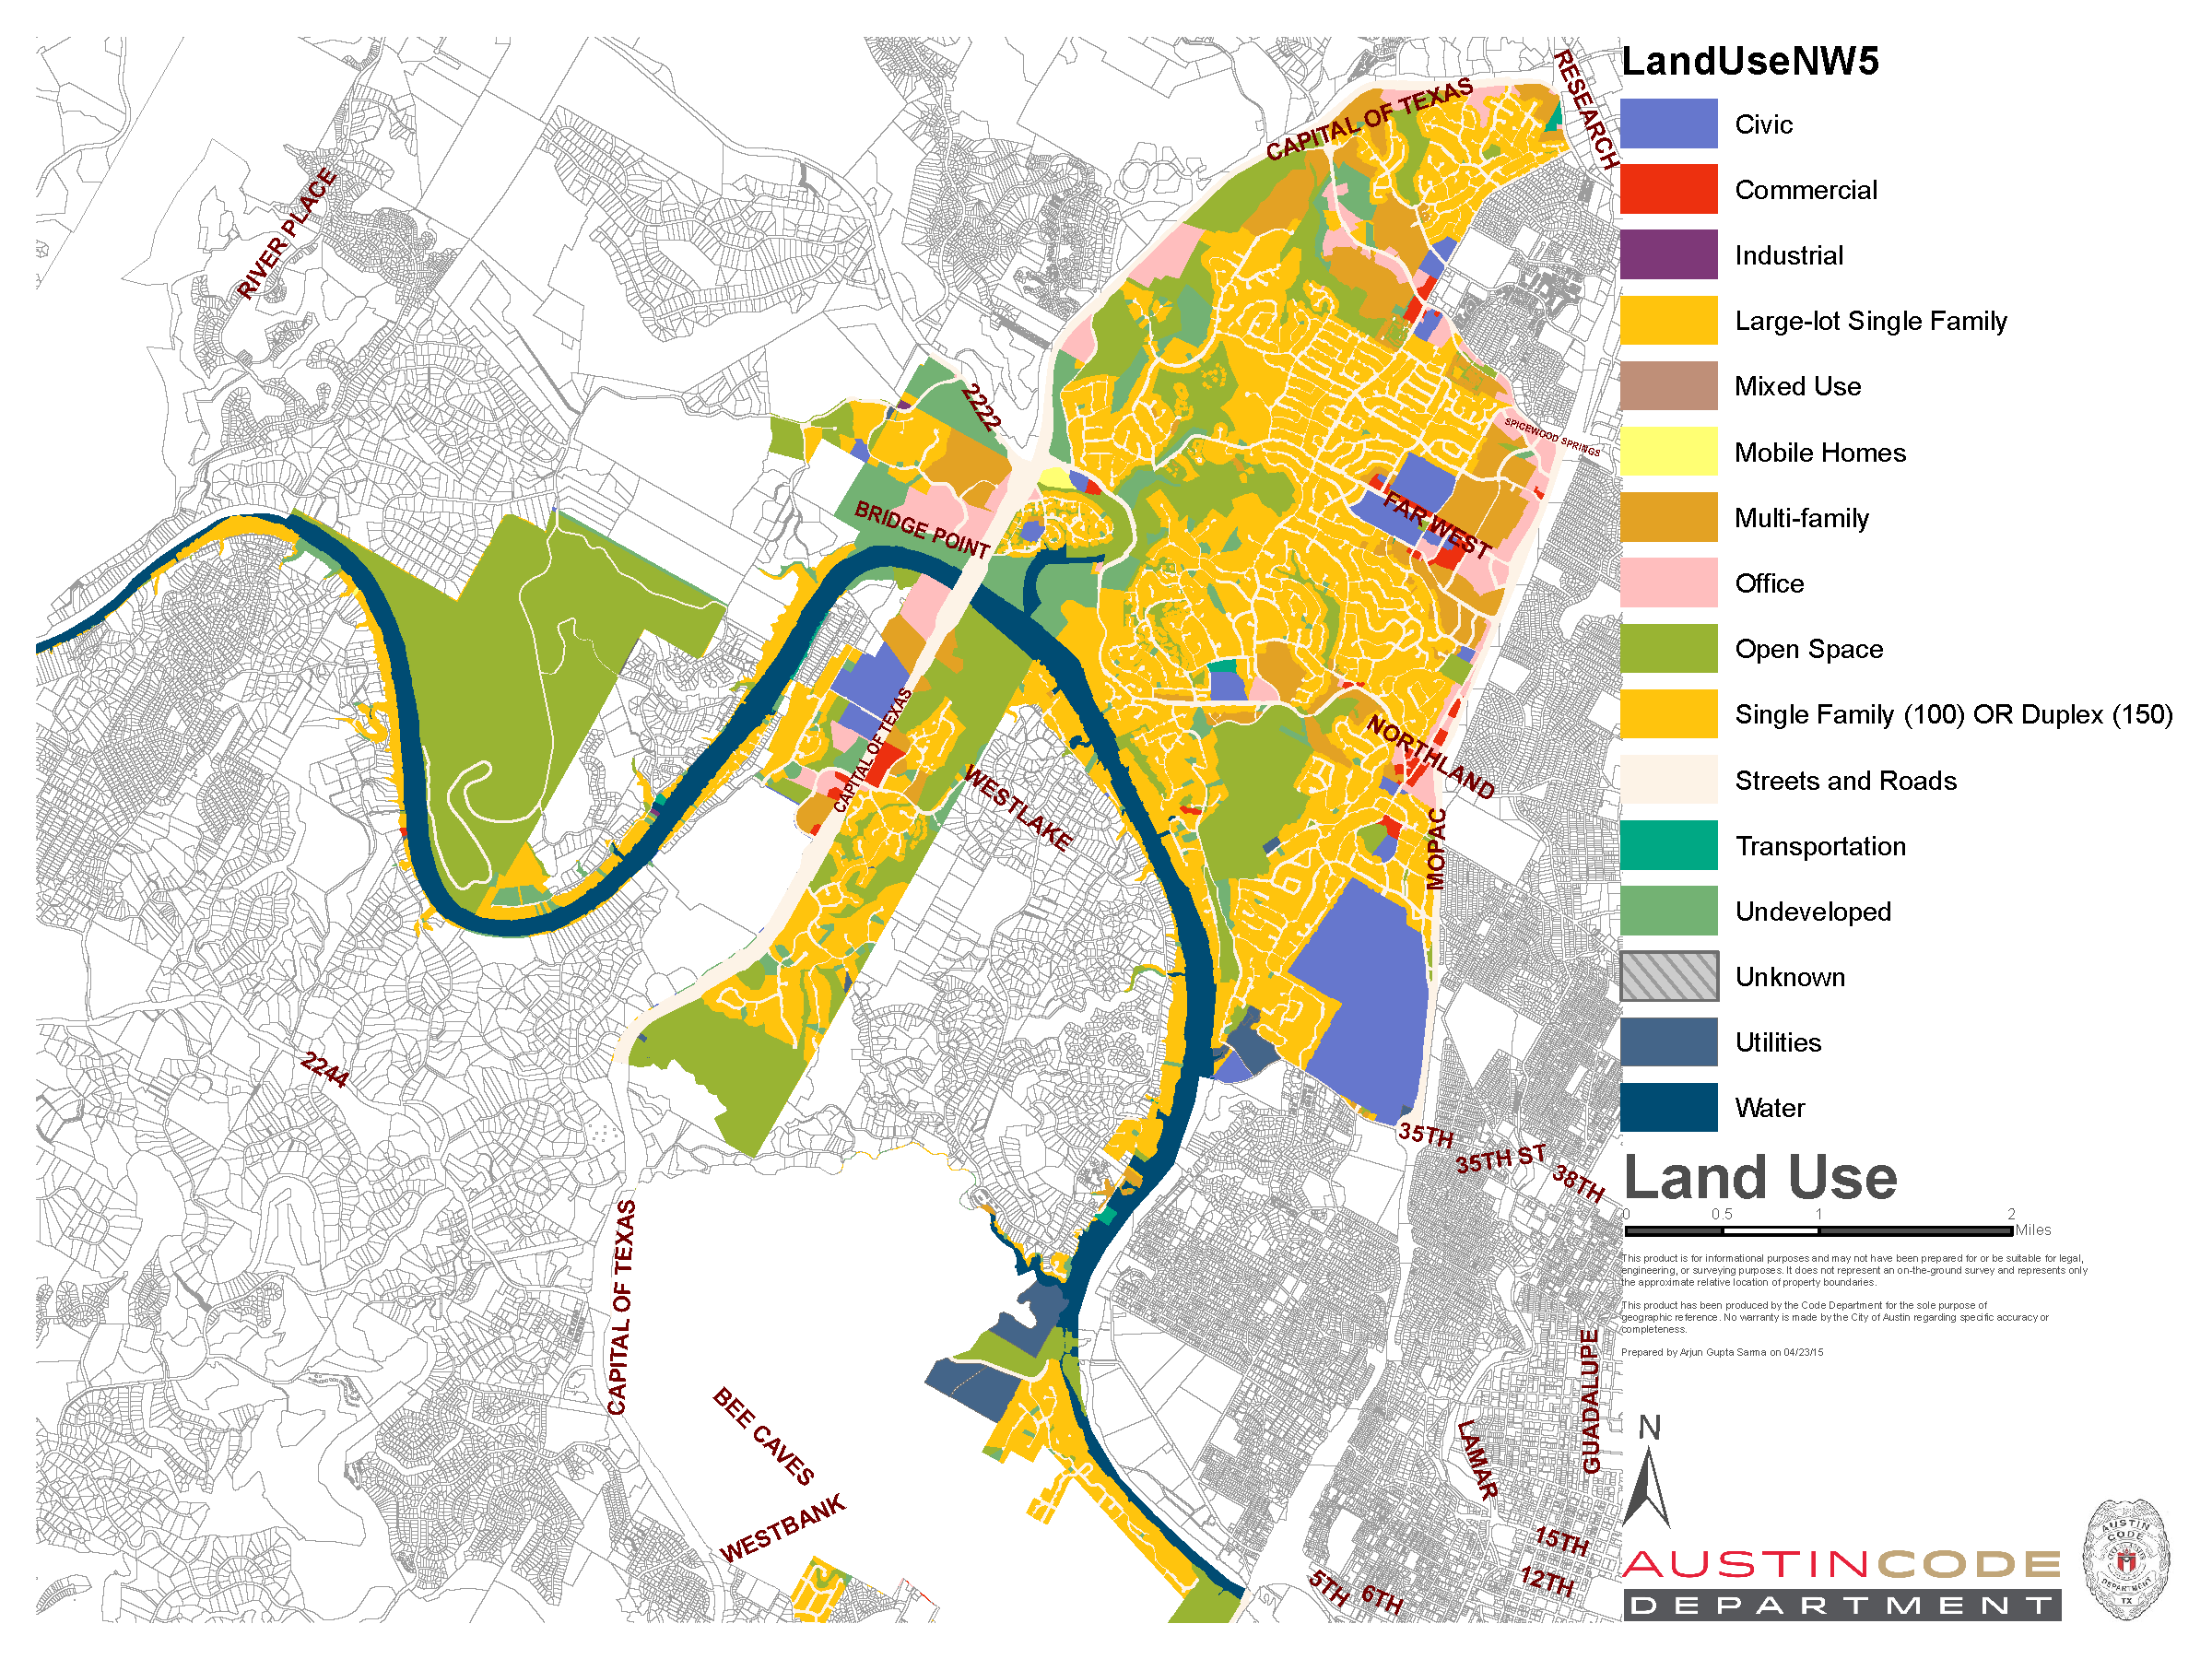 LandUseNW5
Civic
Commercial
Industrial
Large-lot Single Family
Mixed Use
Mobile Homes
Multi-family
Office
Open Space
Single Family (100) OR Duplex (150)
Streets and Roads
Transportation
Undeveloped
Unknown
Utilities
Water
Land Use
0 0.5 1 2
Miles
This product is for informational purposes and may not have been prepared for or be suitable for legal,
engineering, or surveying purposes. It does not represent an on-the-ground survey and represents only
the approximate relative location of property boundaries.
This product has been produced by the Code Department for the sole purpose of
geographic reference. No warranty is made by the City of Austin regarding specific accuracy or
completeness.
Prepared by Arjun Gupta Sarma on 04/23/15
N
AUSTINCODE
DEPARTMENT
AUSTIN
CODE
DEPARTMENT
TX
RESEARCH
CAPITAL OF TEXAS
RIVER PLACE
2222
SPICEWOOD SPRINGS
FAR WEST
BRIDGE POINT
CAPITAL OF TEXAS
NORTHLAND
WESTLAKE
MOPAC
2244
35TH
35TH ST
38TH
CAPITAL OF TEXAS
GUADALUPE
BEE CAVES
LAMAR
WESTBANK
15TH
12TH
5TH
6TH